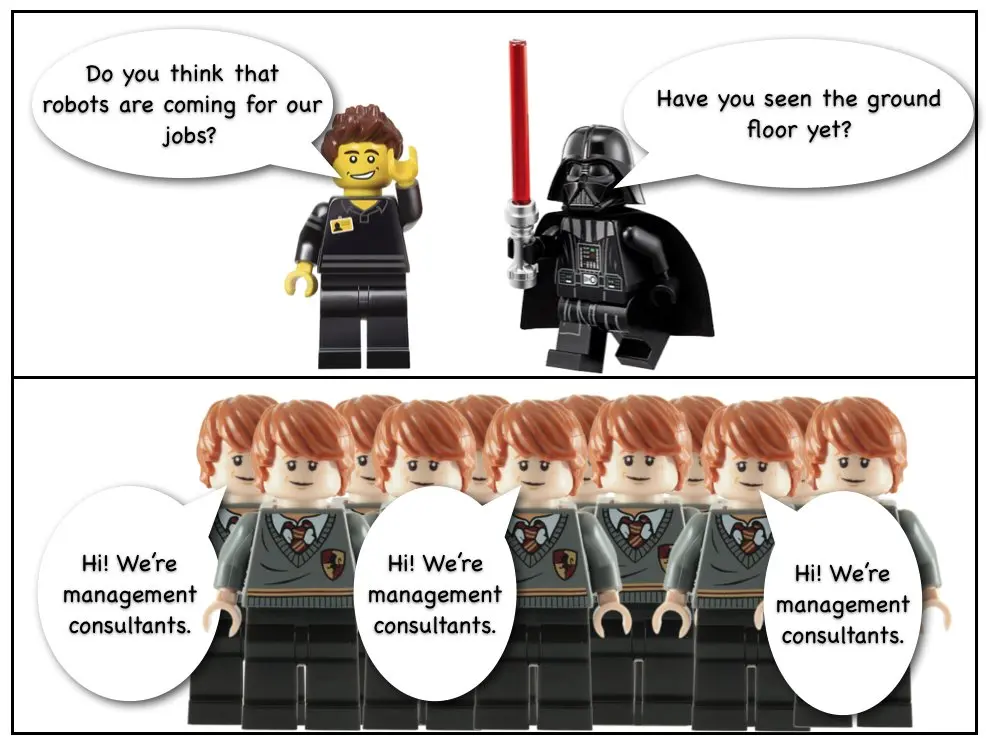 Do you think that
robots are coming for our
jobs?
Have you seen the ground
floor yet?
Hi! We're
management
consultants.
Hi! We're
management
consultants.
Hi! We're
management
consultants.